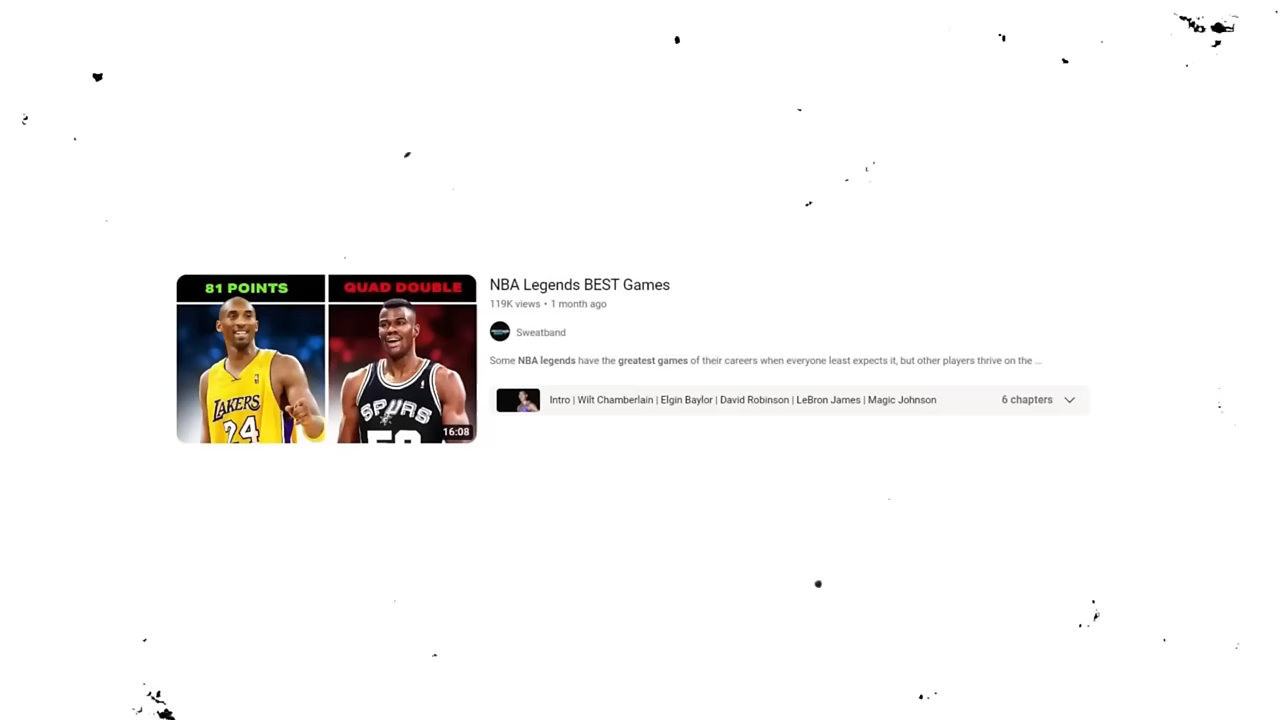 81 POINTS
QUAD DOUBLE
LAKERS
24
SPURS
50
16:08
NBA Legends BEST Games
119K views • 1 month ago
Sweatband
Some NBA legends have the greatest games of their careers when everyone least expects it, but other players thrive on the ...
Intro | Wilt Chamberlain | Elgin Baylor | David Robinson | LeBron James | Magic Johnson
6 chapters